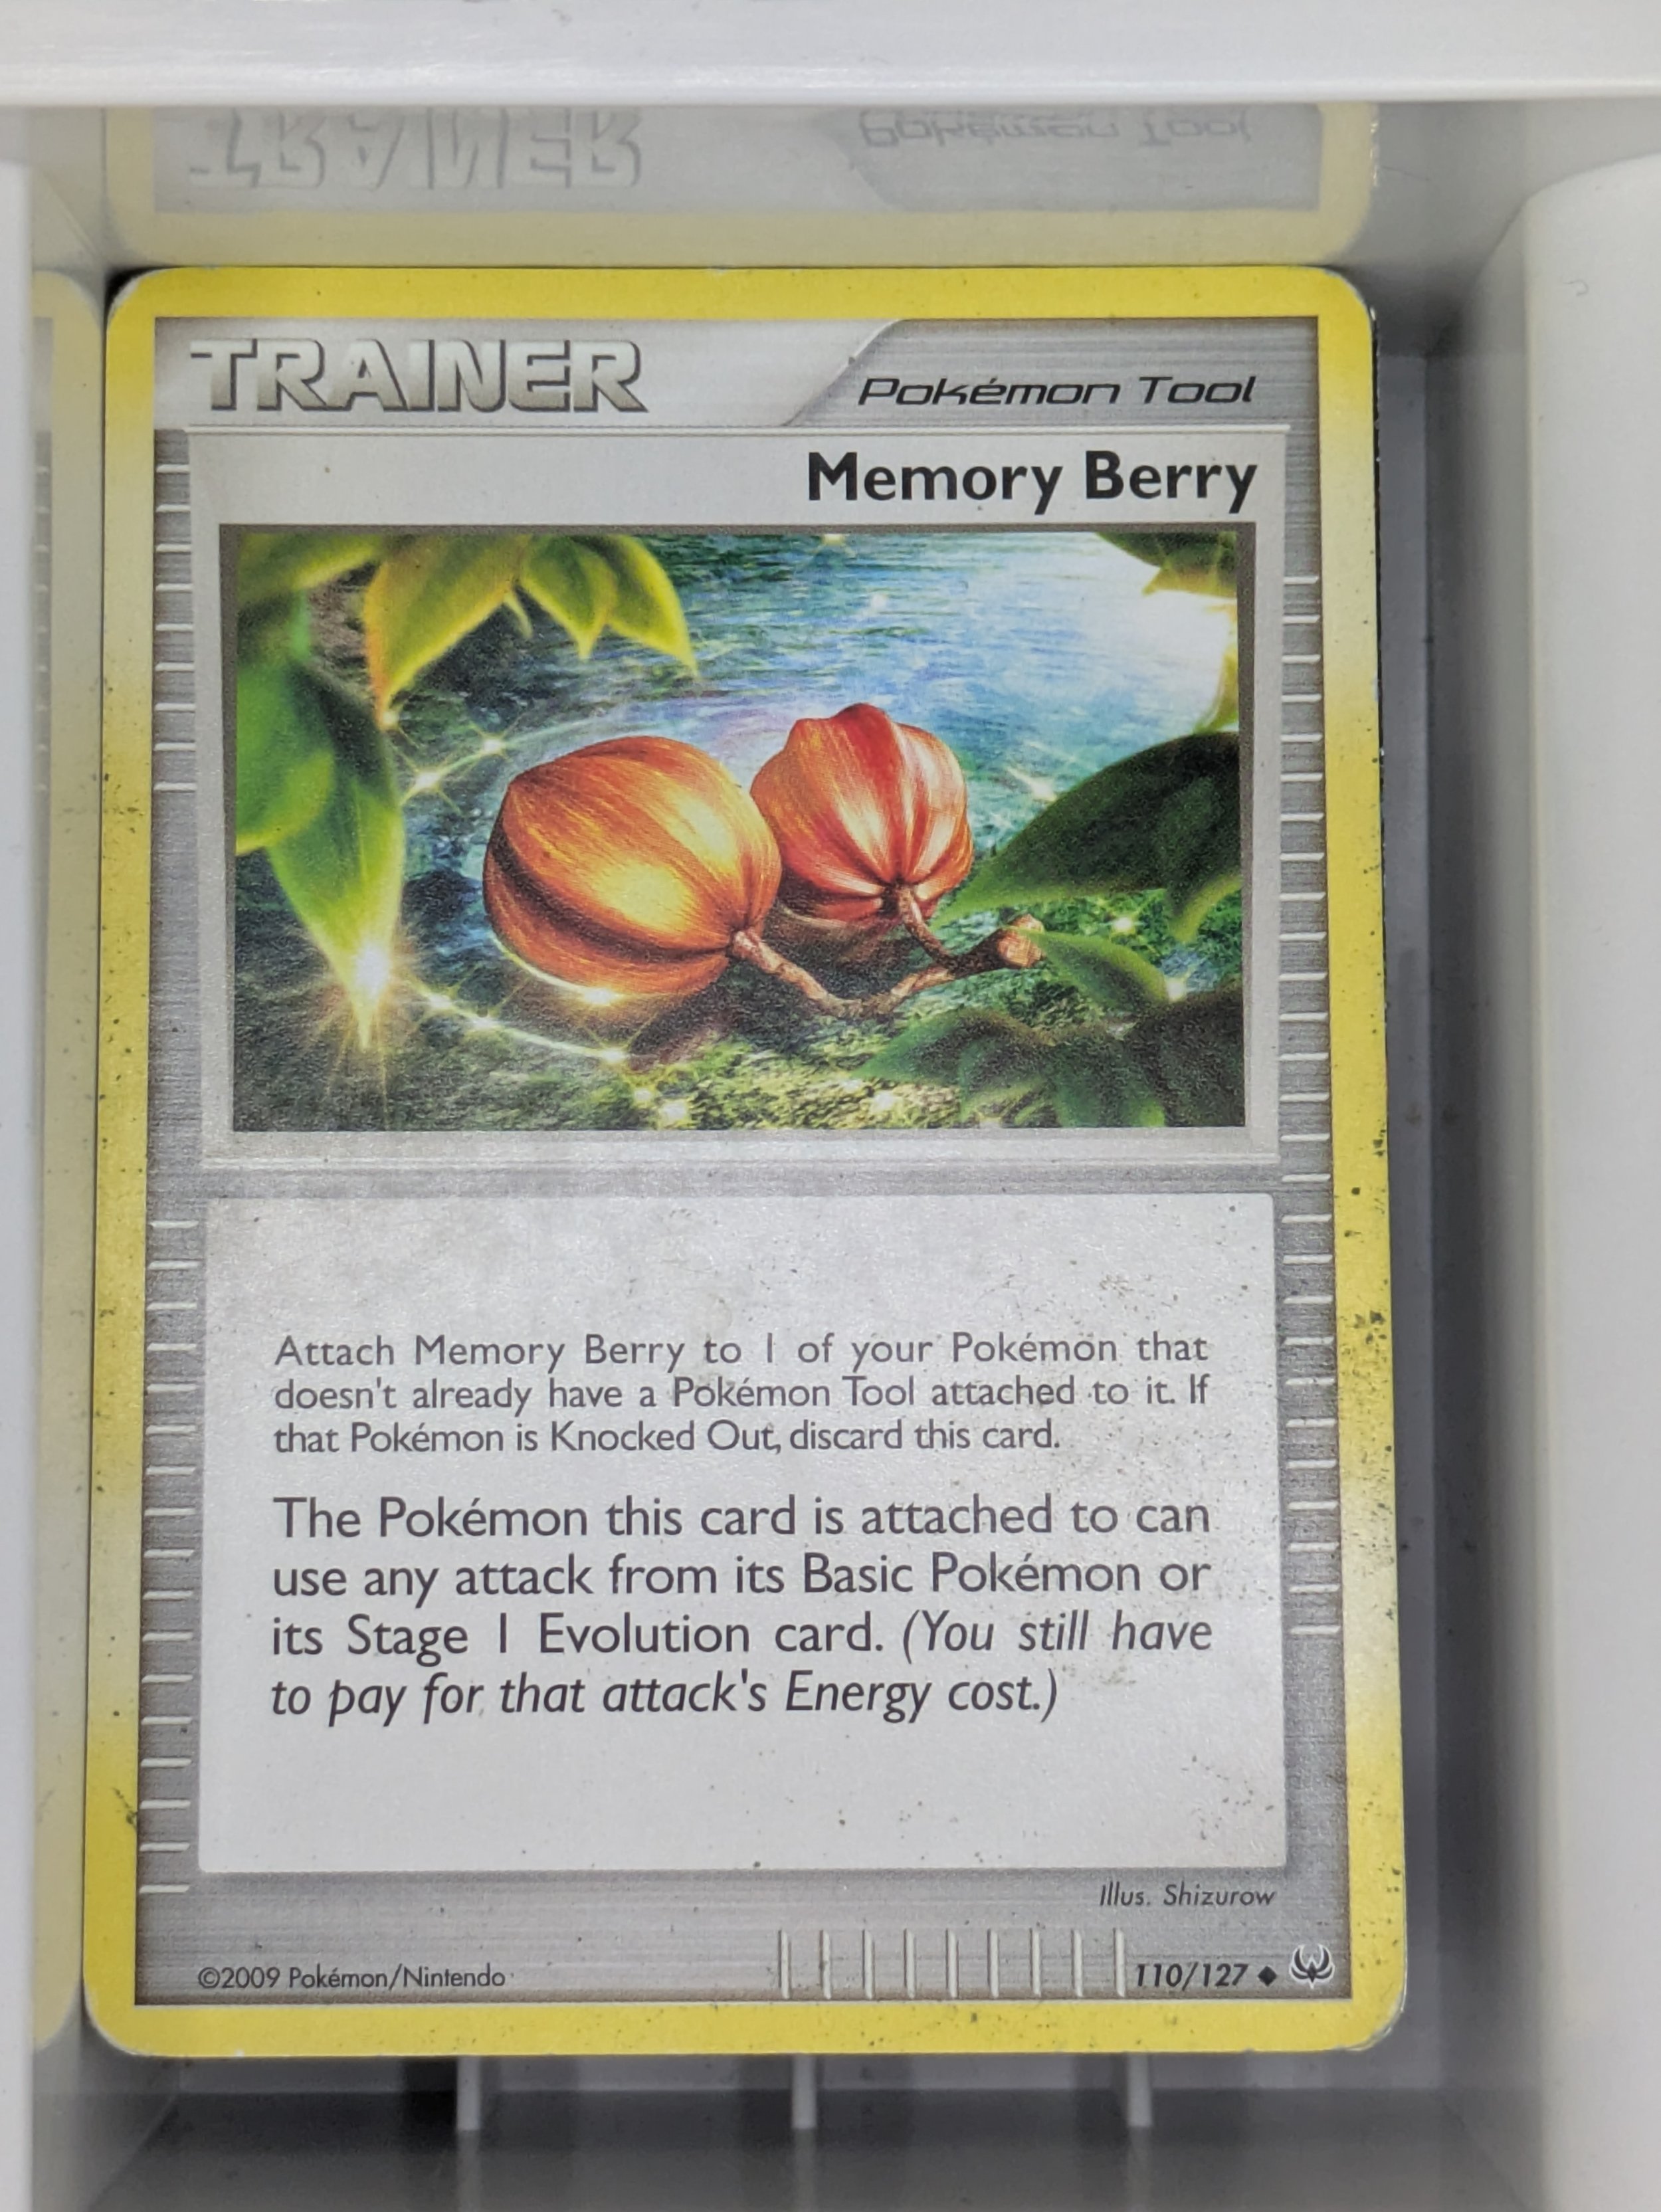 TRAINER
Pokémon Tool
Memory Berry
Attach Memory Berry to 1 of your Pokémon that
doesn't already have a Pokémon Tool attached to it. If
that Pokémon is Knocked Out, discard this card.
The Pokémon this card is attached to can
use any attack from its Basic Pokémon or
its Stage 1 Evolution card. (You still have
to pay for that attack's Energy cost.)
Illus. Shizurow
©2009 Pokémon/Nintendo
110/127